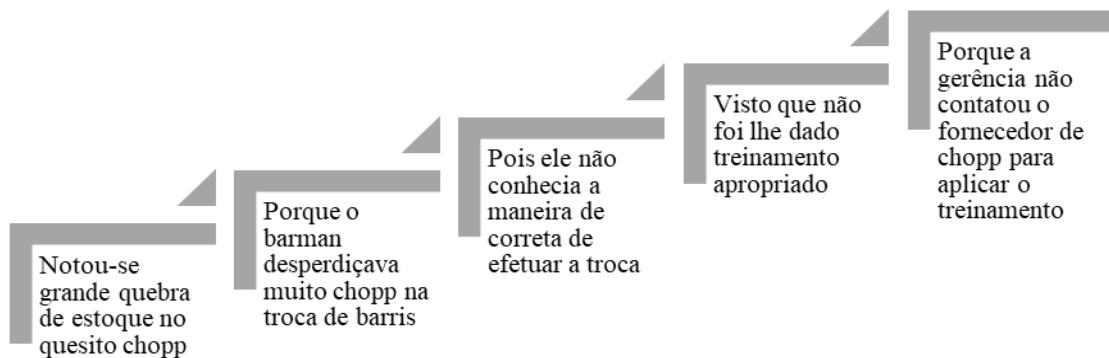 Notou-se
grande quebra
de estoque no
quesito chopp
Porque o
barman
desperdiçava
muito chopp na
troca de barris
Pois ele não
conhecia a
maneira de
correta de
efetuar a troca
Visto que não
foi lhe dado
treinamento
apropriado
Porque a
gerência não
contatou o
fornecedor de
chopp para
aplicar o
treinamento